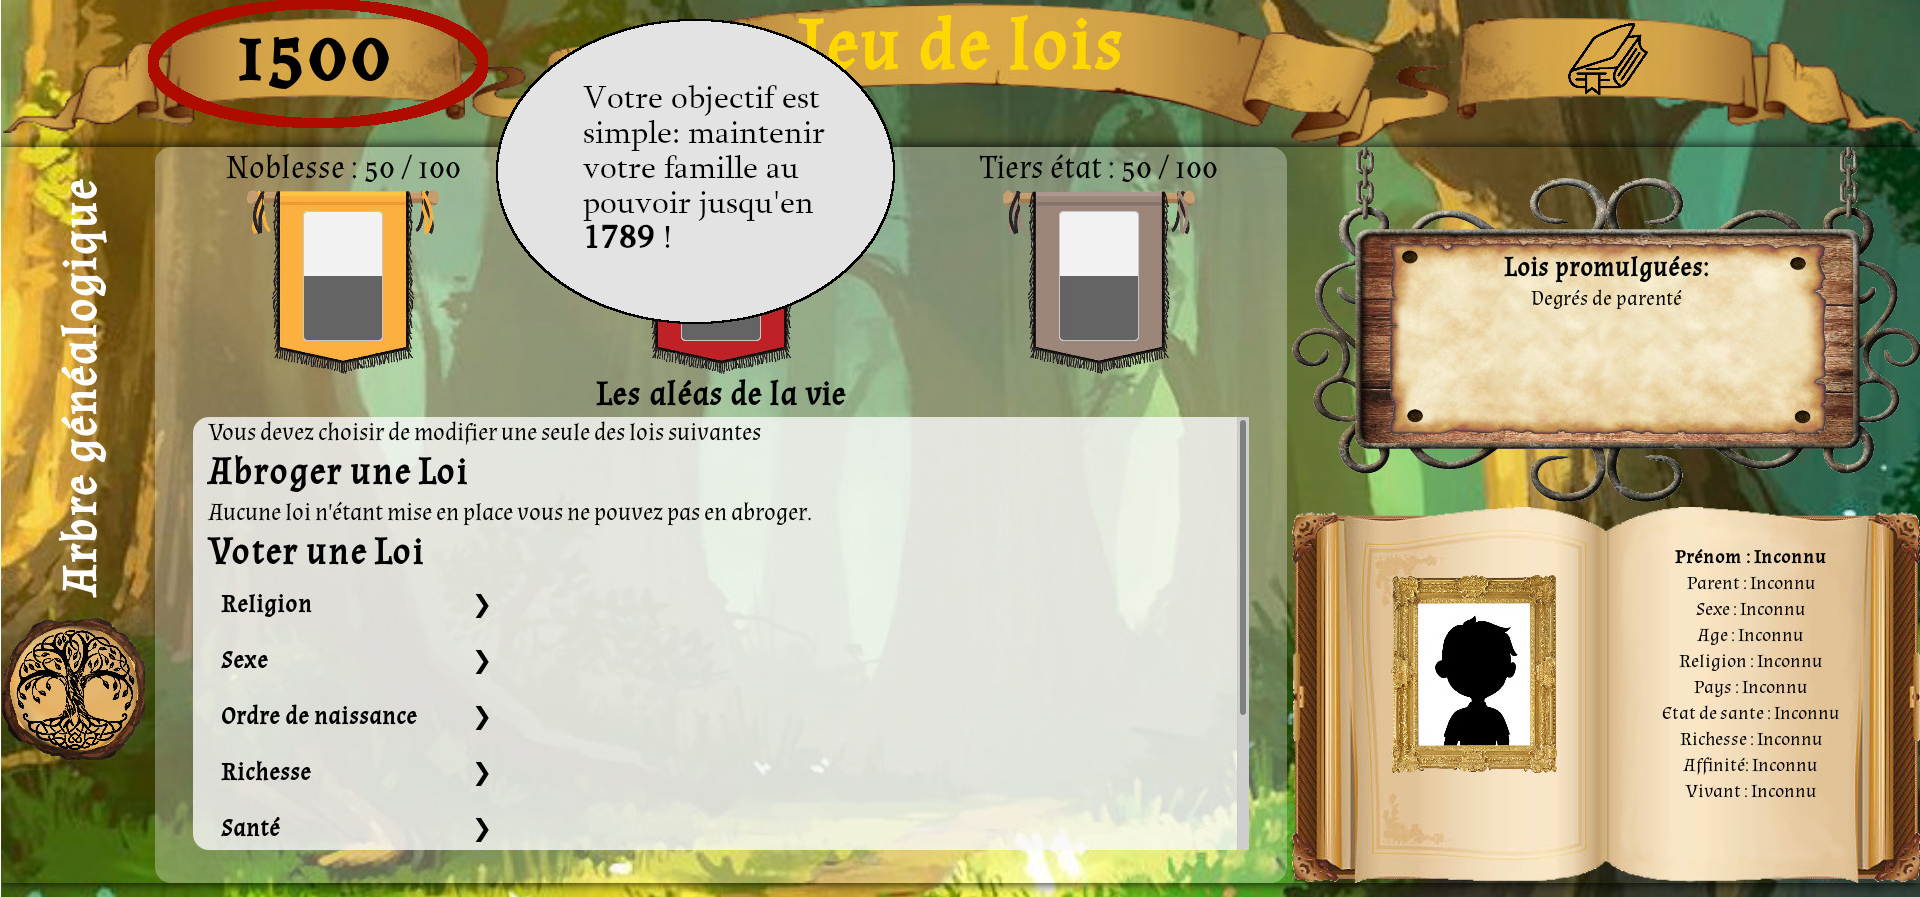 1500
Jeu de lois
Votre objectif est
simple: maintenir
votre famille au
pouvoir jusqu'en
1789 !
Noblesse : 50 / 100
Tiers état : 50 / 100
Arbre généalogique
Les aléas de la vie
Vous devez choisir de modifier une seule des lois suivantes
Abroger une Loi
Aucune loi n'étant mise en place vous ne pouvez pas en abroger.
Voter une Loi
Religion ❯
Sexe ❯
Ordre de naissance ❯
Richesse ❯
Santé ❯
Lois promulguées:
Degrés de parenté
Prénom : Inconnu
Parent : Inconnu
Sexe : Inconnu
Age : Inconnu
Religion : Inconnu
Pays : Inconnu
Etat de sante : Inconnu
Richesse : Inconnu
Affinité: Inconnu
Vivant : Inconnu